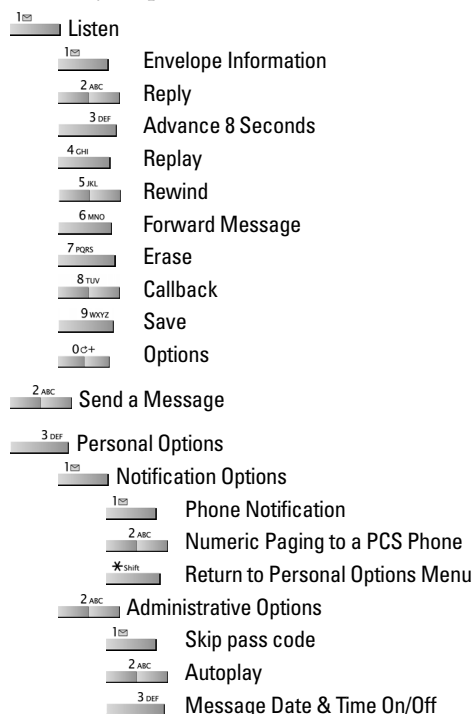 1 Listen
1 Envelope Information
2 ABC Reply
3 DEF Advance 8 Seconds
4 GHI Replay
5 JKL Rewind
6 MNO Forward Message
7 PQRS Erase
8 TUV Callback
9 WXYZ Save
0 + Options
2 ABC Send a Message
3 DEF Personal Options
1 Notification Options
1 Phone Notification
2 ABC Numeric Paging to a PCS Phone
* Shift Return to Personal Options Menu
2 ABC Administrative Options
1 Skip pass code
2 ABC Autoplay
3 DEF Message Date & Time On/Off